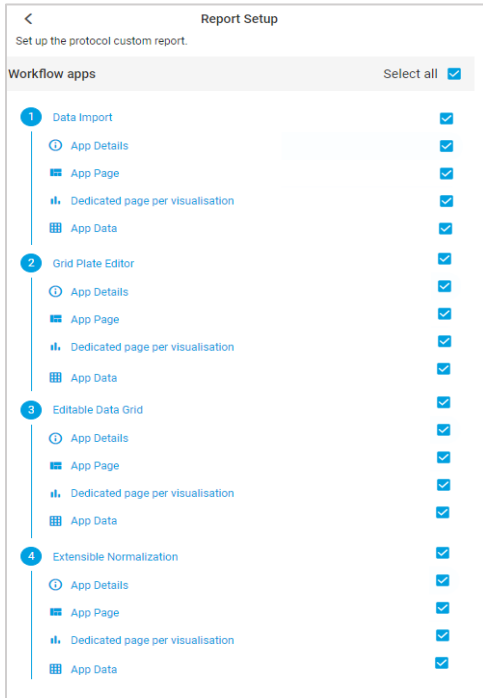 Report Setup
Set up the protocol custom report.
Workflow apps Select all
1 Data Import
App Details
App Page
Dedicated page per visualisation
App Data
2 Grid Plate Editor
App Details
App Page
Dedicated page per visualisation
App Data
3 Editable Data Grid
App Details
App Page
Dedicated page per visualisation
App Data
4 Extensible Normalization
App Details
App Page
Dedicated page per visualisation
App Data